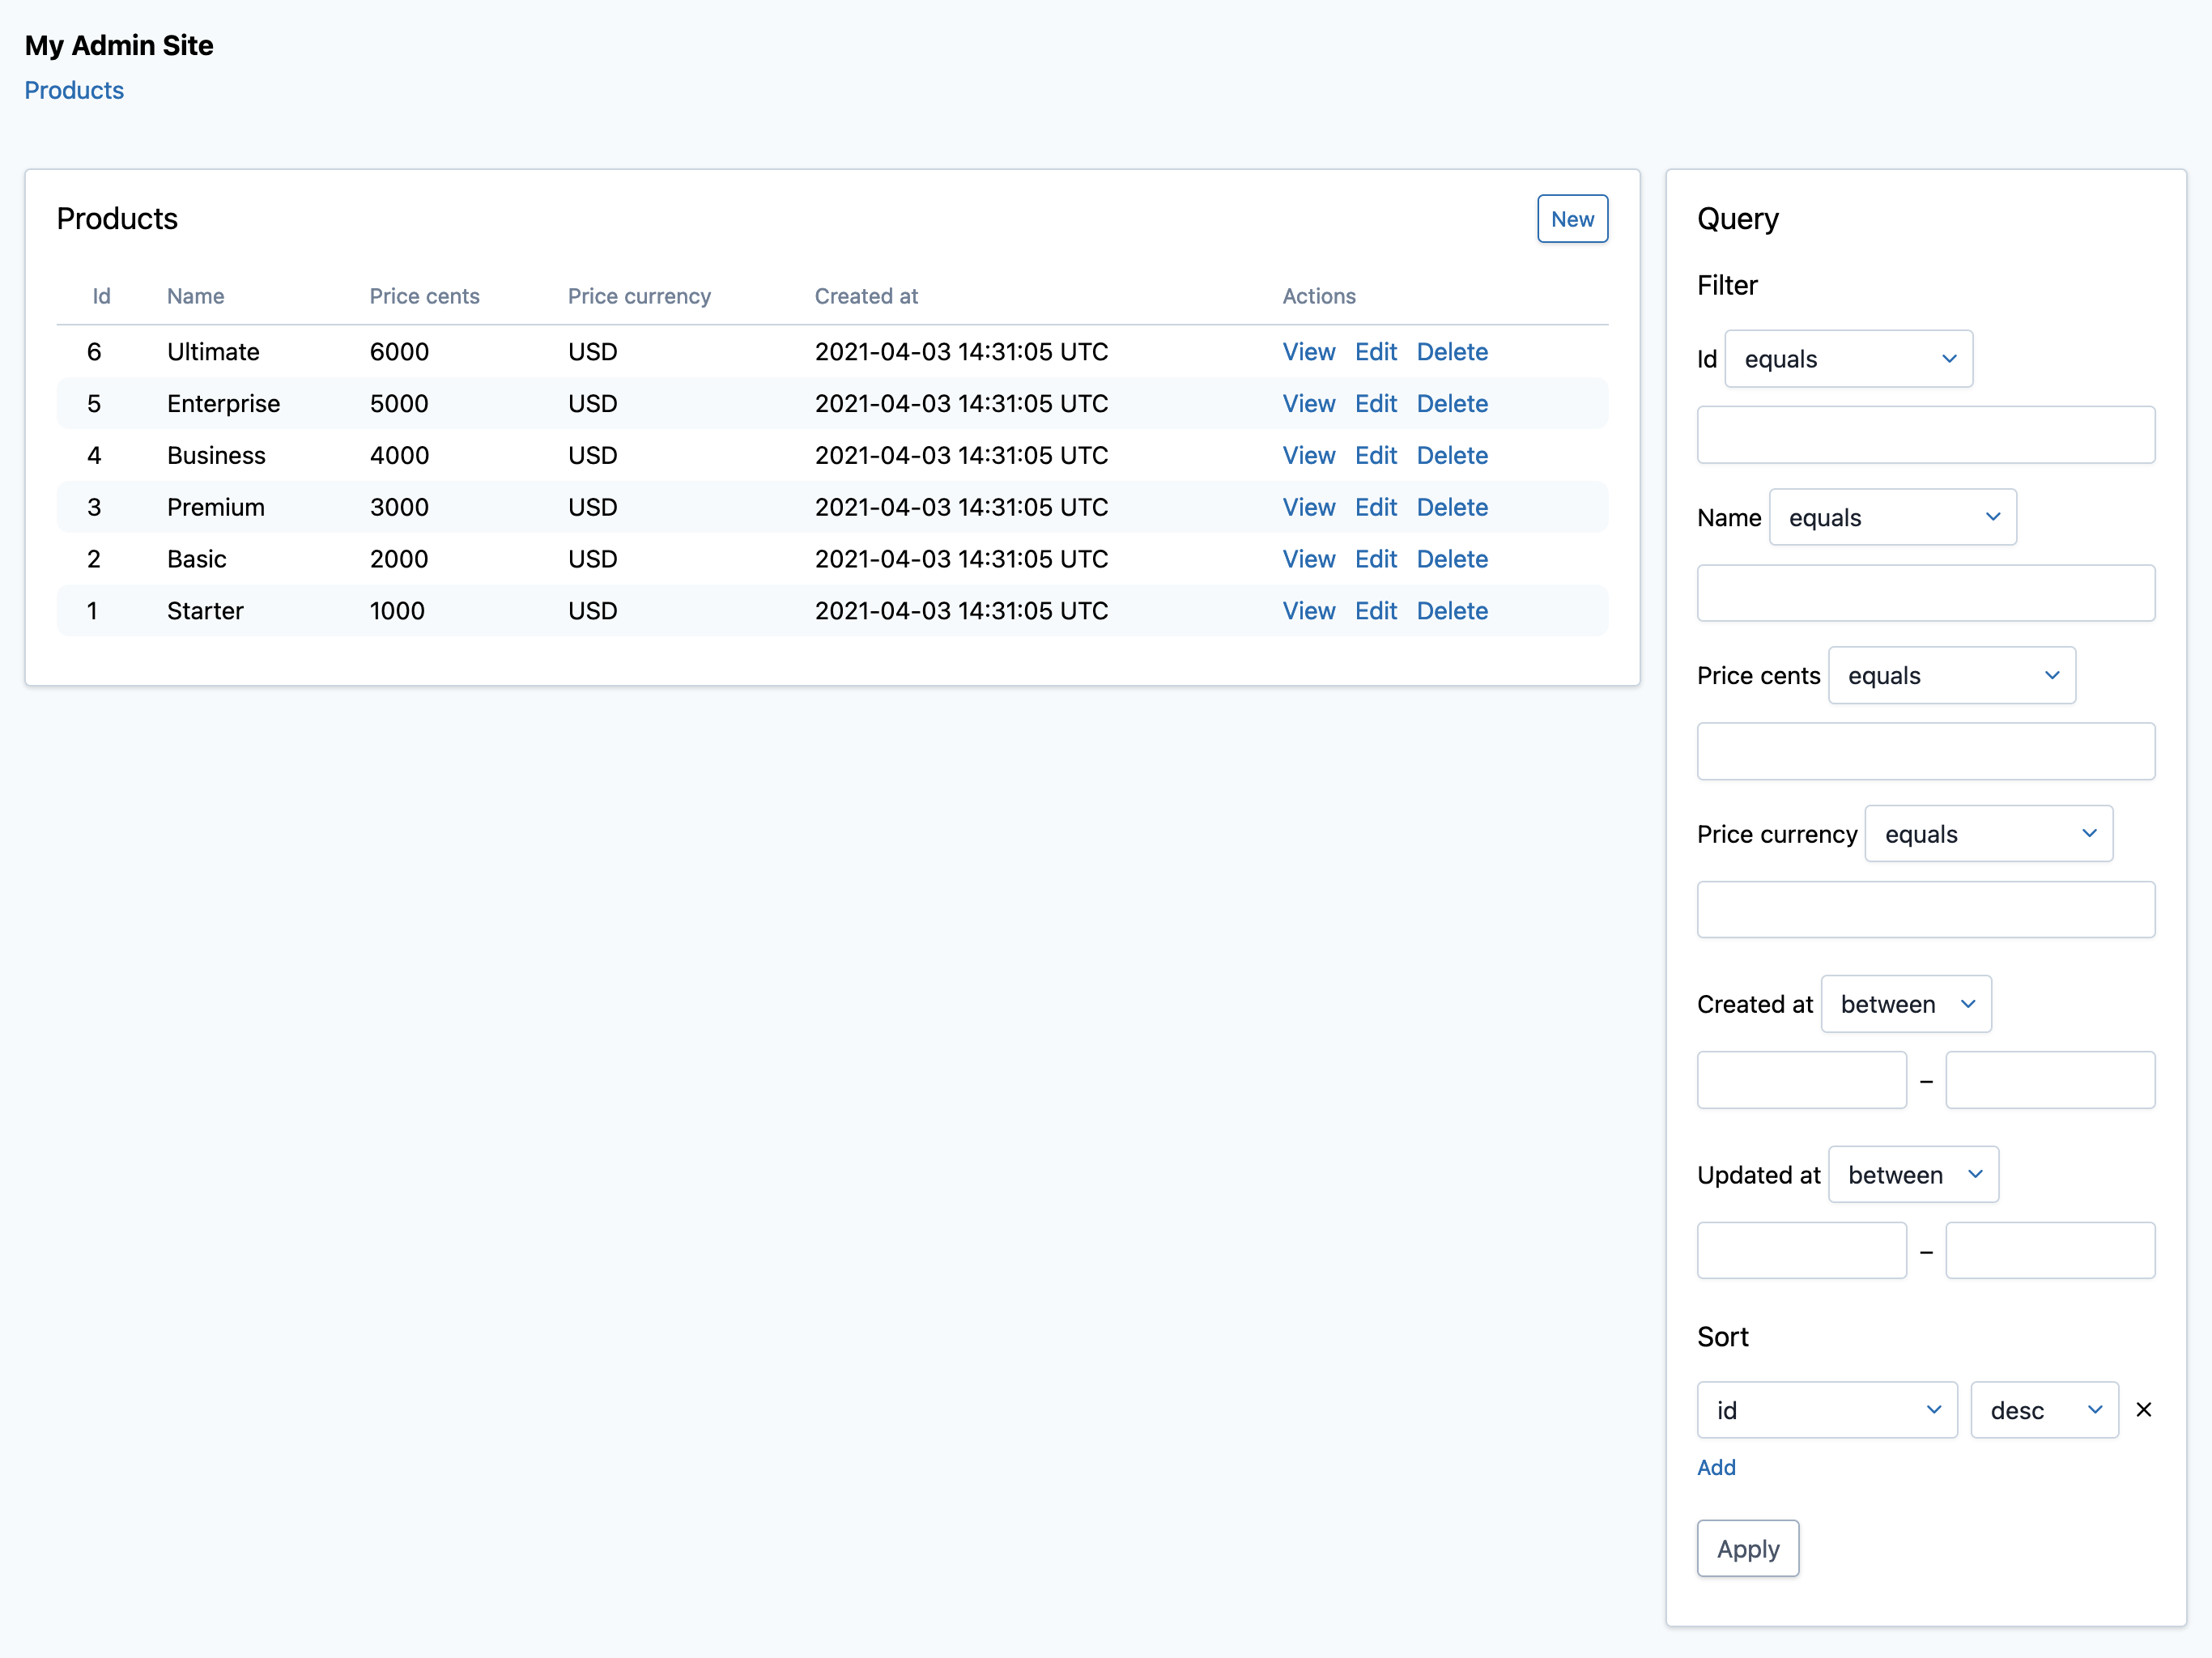 My Admin Site
Products
Products
New
Id Name Price cents Price currency Created at Actions
6 Ultimate 6000 USD 2021-04-03 14:31:05 UTC View Edit Delete
5 Enterprise 5000 USD 2021-04-03 14:31:05 UTC View Edit Delete
4 Business 4000 USD 2021-04-03 14:31:05 UTC View Edit Delete
3 Premium 3000 USD 2021-04-03 14:31:05 UTC View Edit Delete
2 Basic 2000 USD 2021-04-03 14:31:05 UTC View Edit Delete
1 Starter 1000 USD 2021-04-03 14:31:05 UTC View Edit Delete
Query
Filter
Id equals
Name equals
Price cents equals
Price currency equals
Created at between
–
Updated at between
–
Sort
id desc ×
Add
Apply